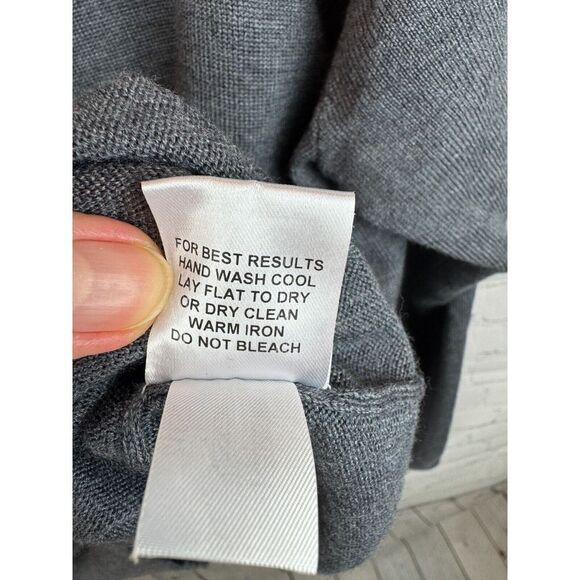 FOR BEST RESULTS
HAND WASH COOL
LAY FLAT TO DRY
OR DRY CLEAN
WARM IRON
DO NOT BLEACH